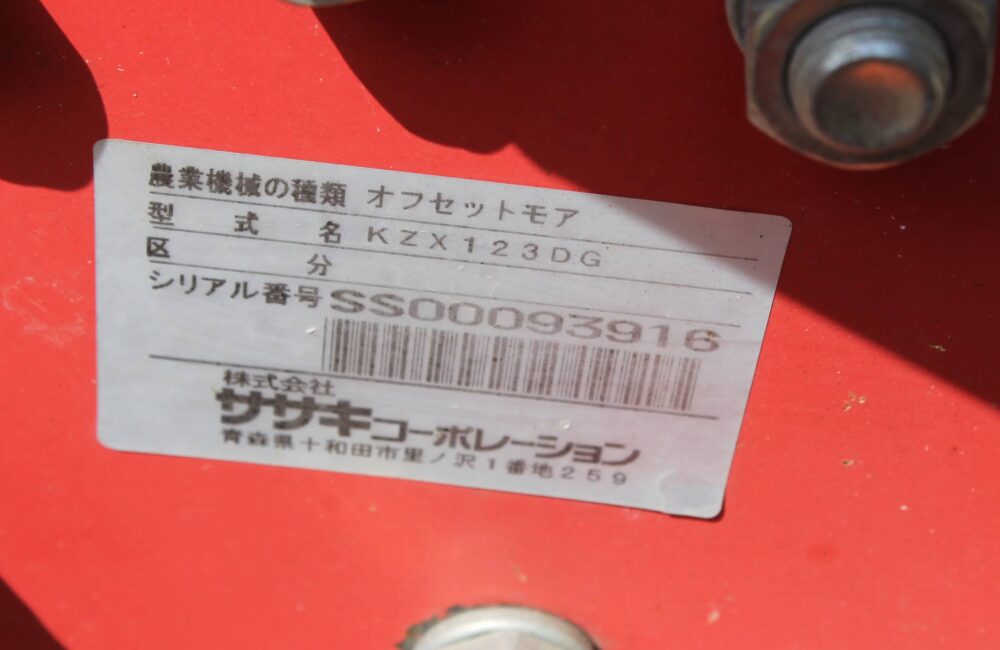 農業機械の種類 オフセットモア
型式名 KZX123DG
区分
シリアル番号 SS00093916
株式会社
ササキコーポレーション
青森県十和田市里ノ沢1番地259